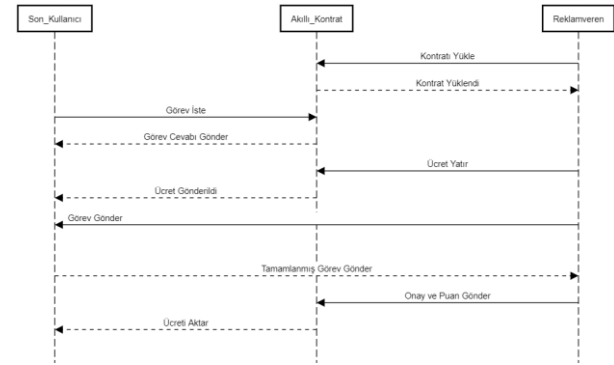 Son_Kullanıcı
Akıllı_Kontrat
Reklamveren
Kontratı Yükle
Kontrat Yüklendi
Görev İste
Görev Cevabı Gönder
Ücret Yatır
Ücret Gönderildi
Görev Gönder
Tamamlanmış Görev Gönder
Onay ve Puan Gönder
Ücreti Aktar